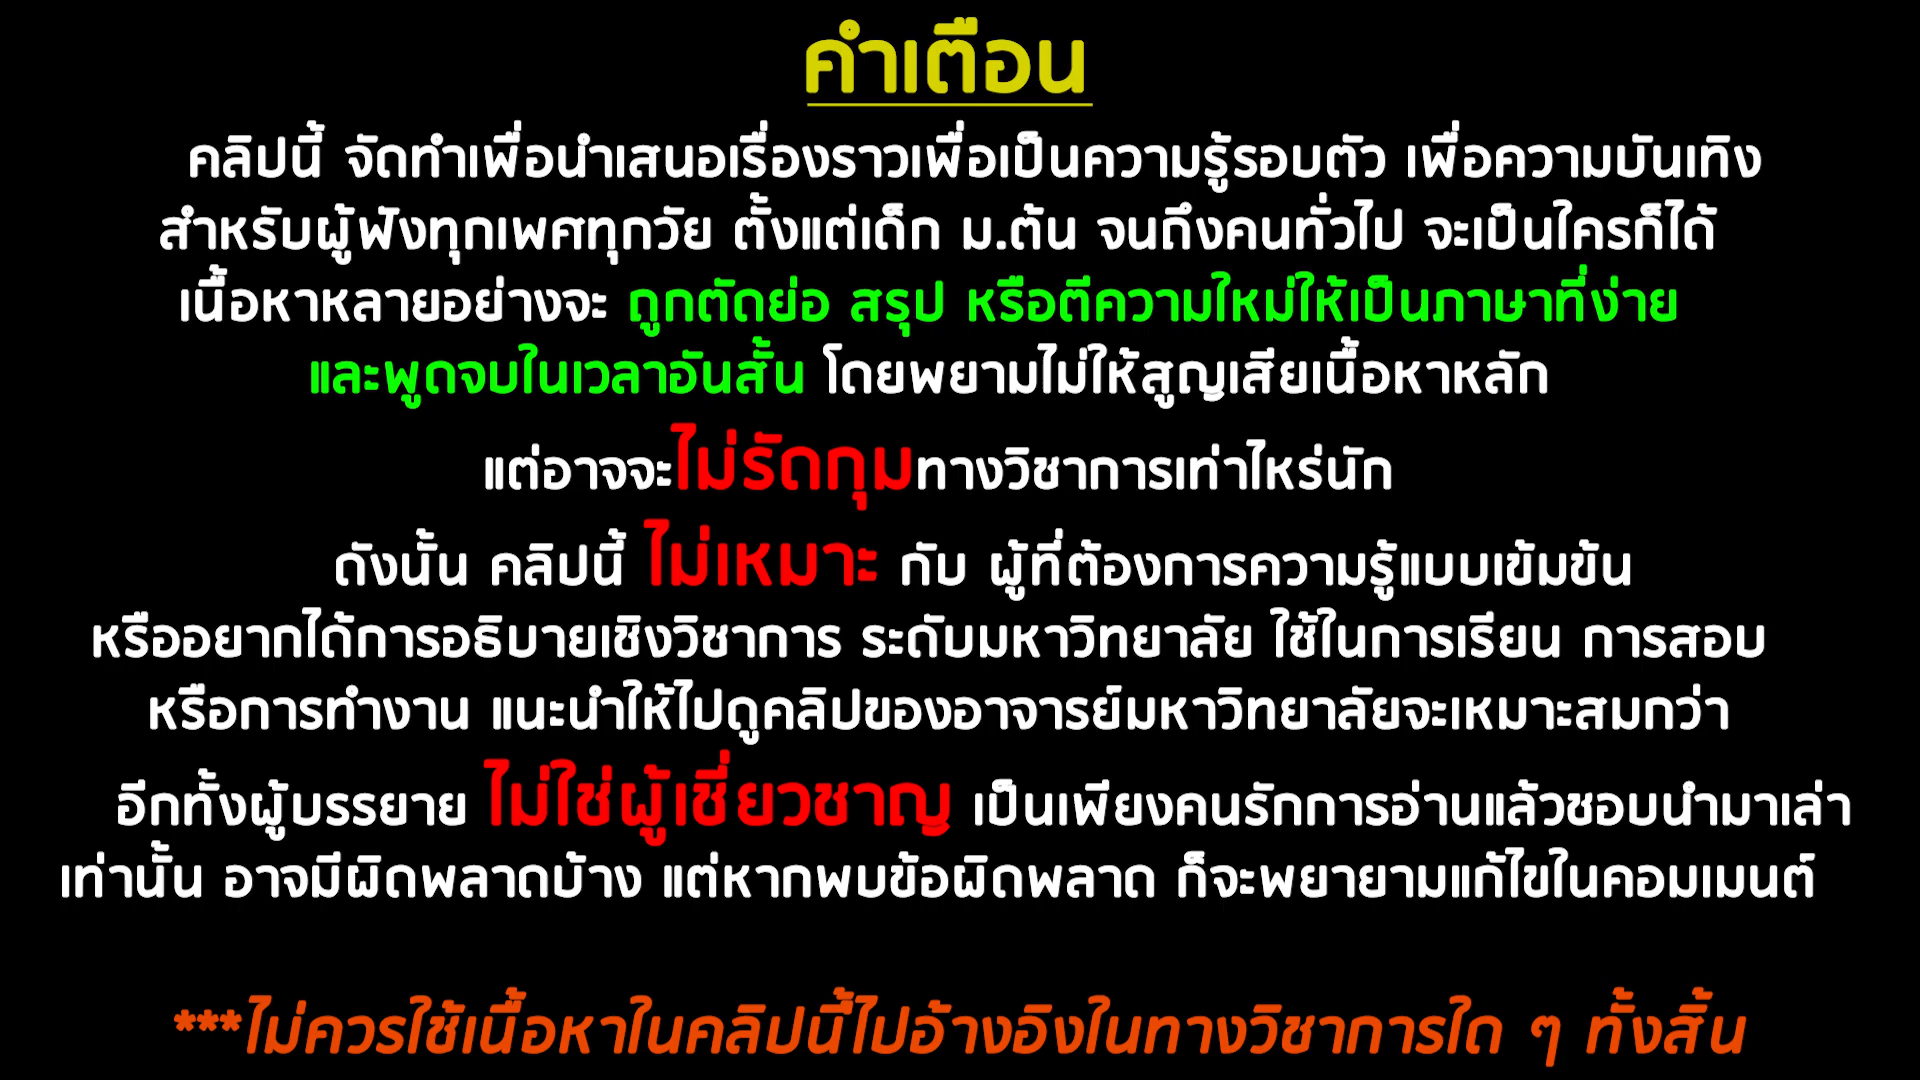 คำเตือน
คลิปนี้ จัดทำเพื่อนำเสนอเรื่องราวเพื่อเป็นความรู้รอบตัว เพื่อความบันเทิง
สำหรับผู้ฟังทุกเพศทุกวัย ตั้งแต่เด็ก ม.ต้น จนถึงคนทั่วไป จะเป็นใครก็ได้
เนื้อหาหลายอย่างจะ ถูกตัดย่อ สรุป หรือตีความใหม่ให้เป็นภาษาที่ง่าย
และพูดจบในเวลาอันสั้น โดยพยามไม่ให้สูญเสียเนื้อหาหลัก
แต่อาจจะไม่รัดกุมทางวิชาการเท่าไหร่นัก
ดังนั้น คลิปนี้ ไม่เหมาะ กับ ผู้ที่ต้องการความรู้แบบเข้มข้น
หรืออยากได้การอธิบายเชิงวิชาการ ระดับมหาวิทยาลัย ใช้ในการเรียน การสอบ
หรือการทำงาน แนะนำให้ไปดูคลิปของอาจารย์มหาวิทยาลัยจะเหมาะสมกว่า
อีกทั้งผู้บรรยาย ไม่ใช่ผู้เชี่ยวชาญ เป็นเพียงคนรักการอ่านแล้วชอบนำมาเล่า
เท่านั้น อาจมีผิดพลาดบ้าง แต่หากพบข้อผิดพลาด ก็จะพยายามแก้ไขในคอมเมนต์
***ไม่ควรใช้เนื้อหาในคลิปนี้ไปอ้างอิงในทางวิชาการใด ๆ ทั้งสิ้น